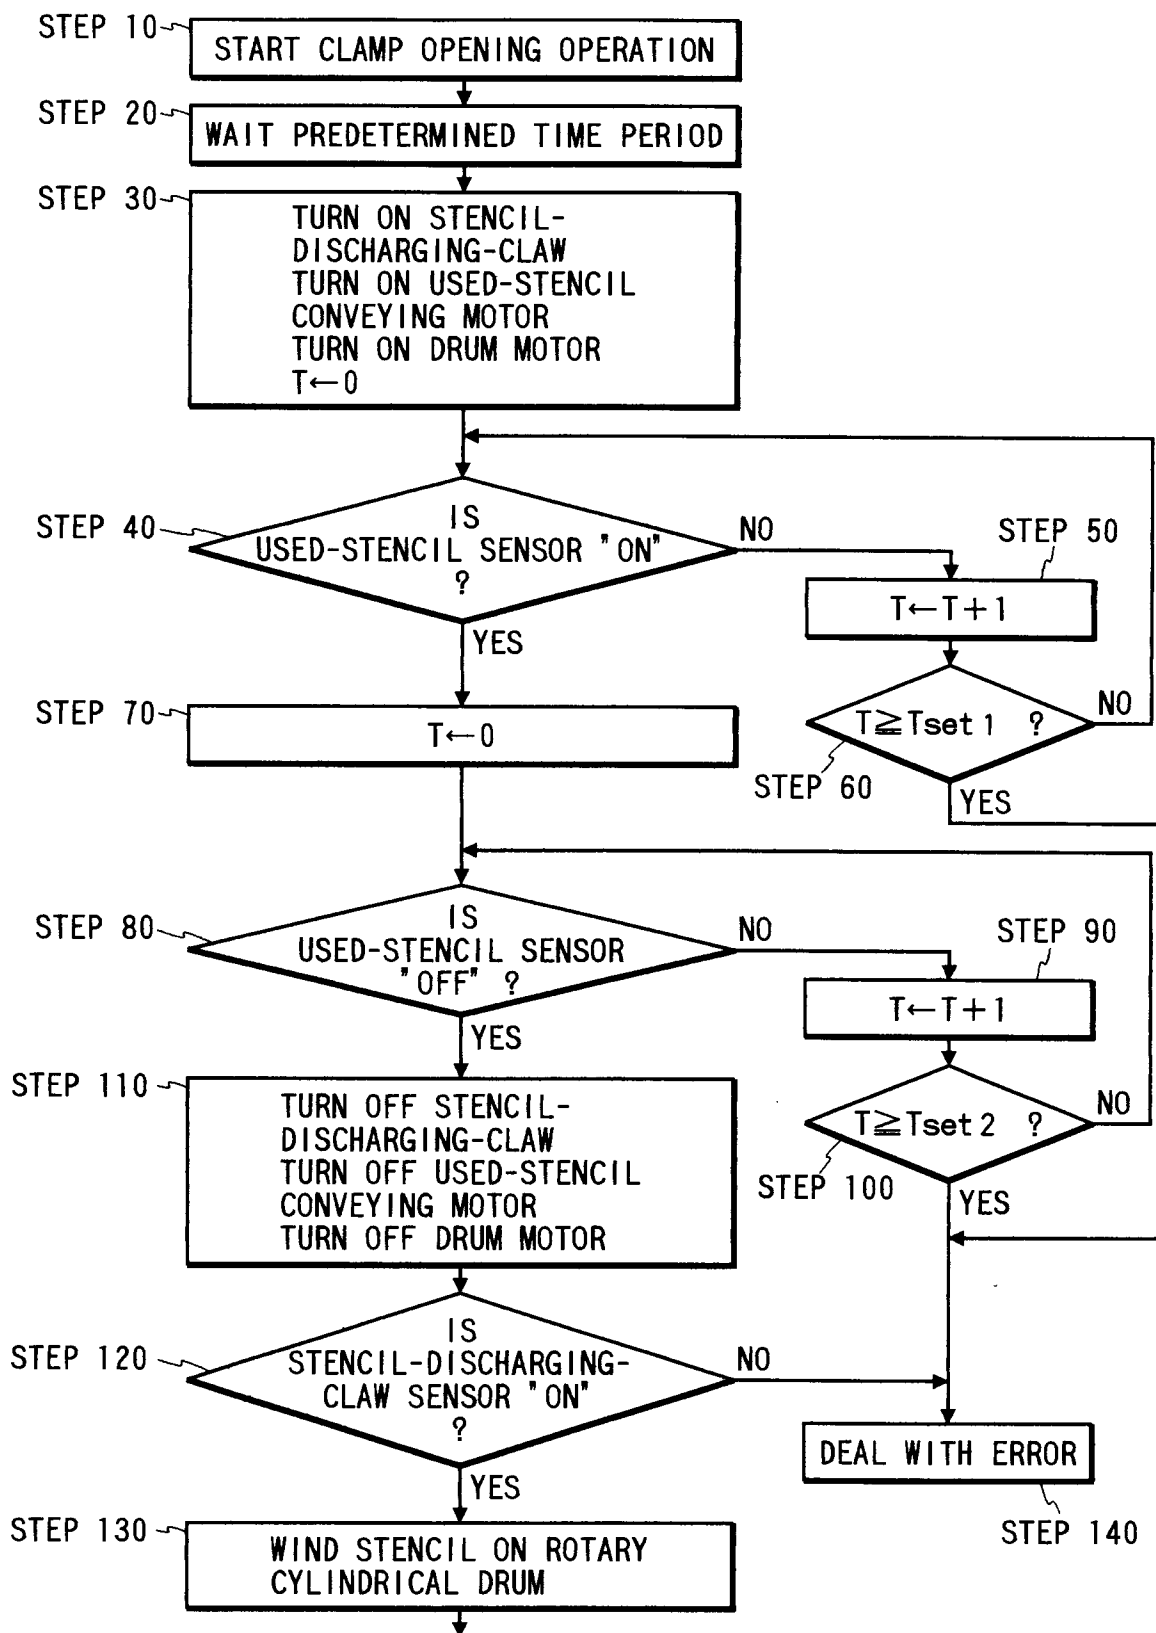 STEP 10
START CLAMP OPENING OPERATION
STEP 20
WAIT PREDETERMINED TIME PERIOD
STEP 30
TURN ON STENCIL-
DISCHARGING-CLAW
TURN ON USED-STENCIL
CONVEYING MOTOR
TURN ON DRUM MOTOR
T←0
STEP 40
IS
USED-STENCIL SENSOR "ON"
?
NO
YES
STEP 50
T←T+1
T≧Tset 1 ?
NO
STEP 60
YES
STEP 70
T←0
STEP 80
IS
USED-STENCIL SENSOR
"OFF" ?
NO
YES
STEP 90
T←T+1
T≧Tset 2 ?
NO
STEP 100
YES
STEP 110
TURN OFF STENCIL-
DISCHARGING-CLAW
TURN OFF USED-STENCIL
CONVEYING MOTOR
TURN OFF DRUM MOTOR
STEP 120
IS
STENCIL-DISCHARGING-
CLAW SENSOR "ON"
?
NO
YES
DEAL WITH ERROR
STEP 140
STEP 130
WIND STENCIL ON ROTARY
CYLINDRICAL DRUM